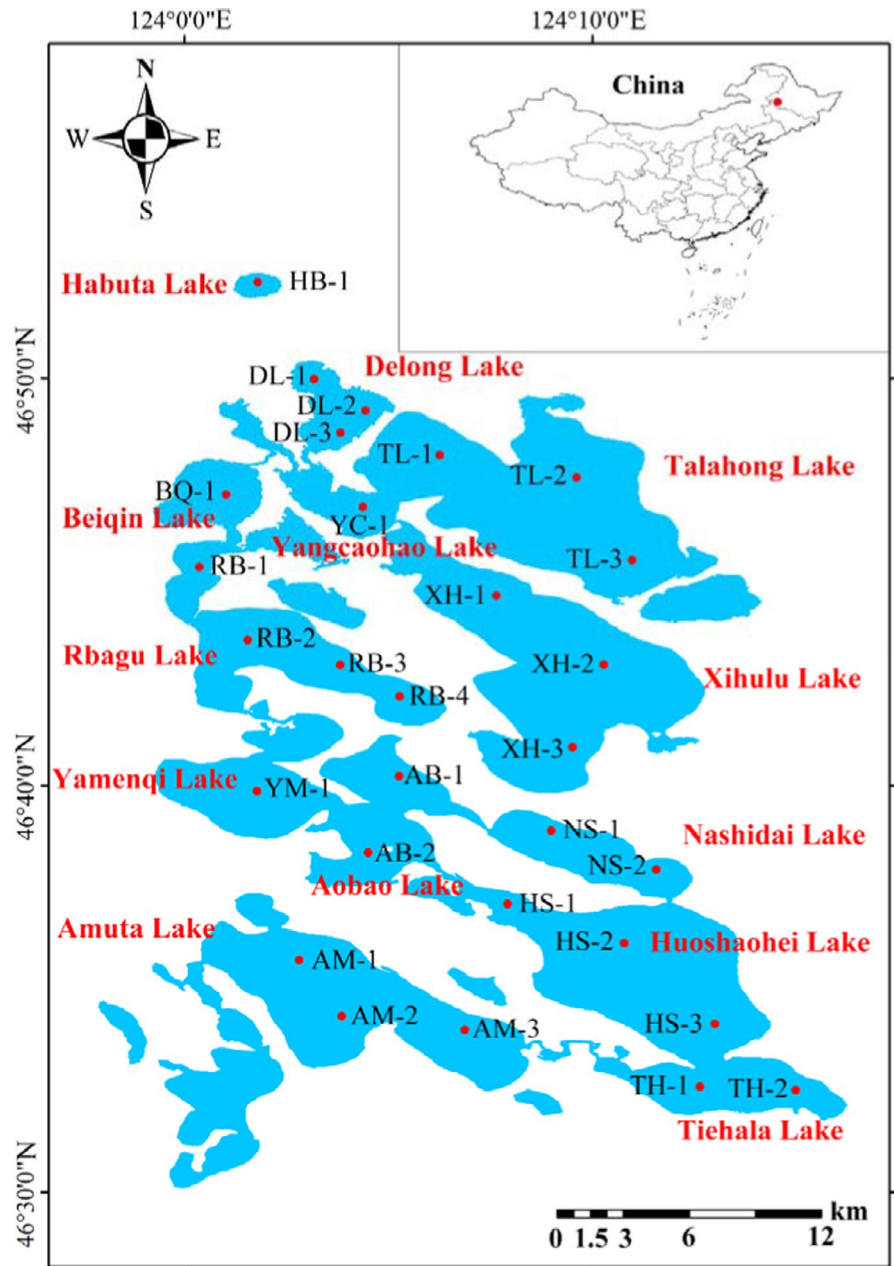 124°0'0"E
124°10'0"E
N
W
E
S
China
Habuta Lake
HB-1
46°50'0"N
DL-1
Delong Lake
DL-2
DL-3
TL-1
TL-2
Talahong Lake
BQ-1
Beiqin Lake
YC-1
Yangcaohao Lake
TL-3
RB-1
XH-1
RB-2
Rbagu Lake
RB-3
XH-2
Xihulu Lake
RB-4
XH-3
46°40'0"N
Yamenqi Lake
YM-1
AB-1
NS-1
Nashidai Lake
AB-2
NS-2
Aobao Lake
HS-1
Amuta Lake
HS-2
Huoshaohei Lake
AM-1
AM-2
AM-3
HS-3
TH-1
TH-2
Tiehala Lake
46°30'0"N
km
0 1.5 3 6 12